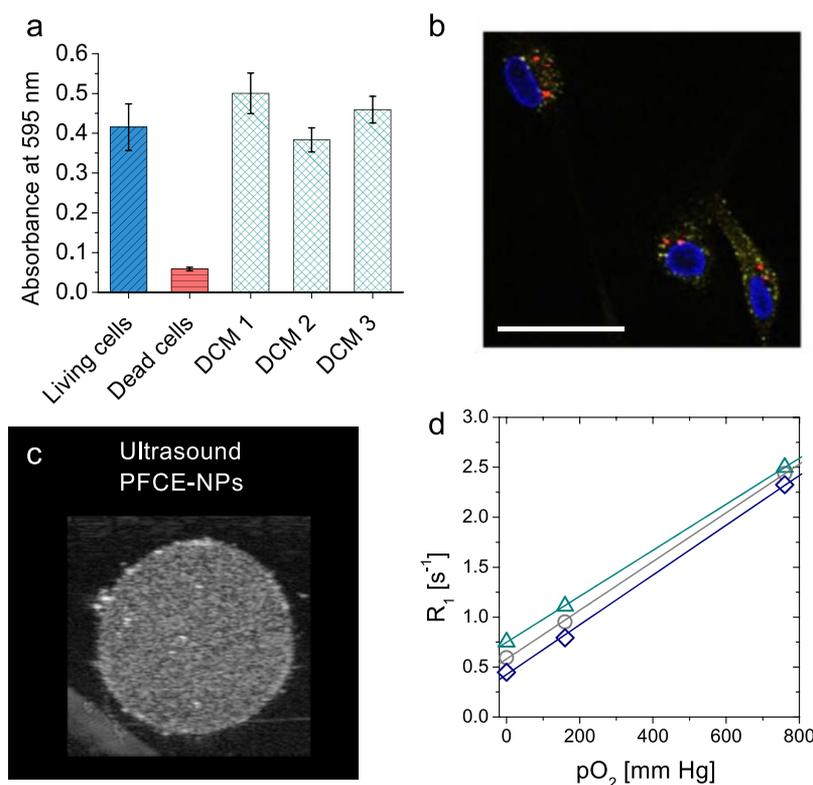 a
Absorbance at 595 nm
0.6
0.5
0.4
0.3
0.2
0.1
0.0
Living cells
Dead cells
DCM 1
DCM 2
DCM 3
b
c
Ultrasound
PFCE-NPs
d
R₁ [s⁻¹]
3.0
2.5
2.0
1.5
1.0
0.5
0.0
0 200 400 600 800
pO₂ [mm Hg]